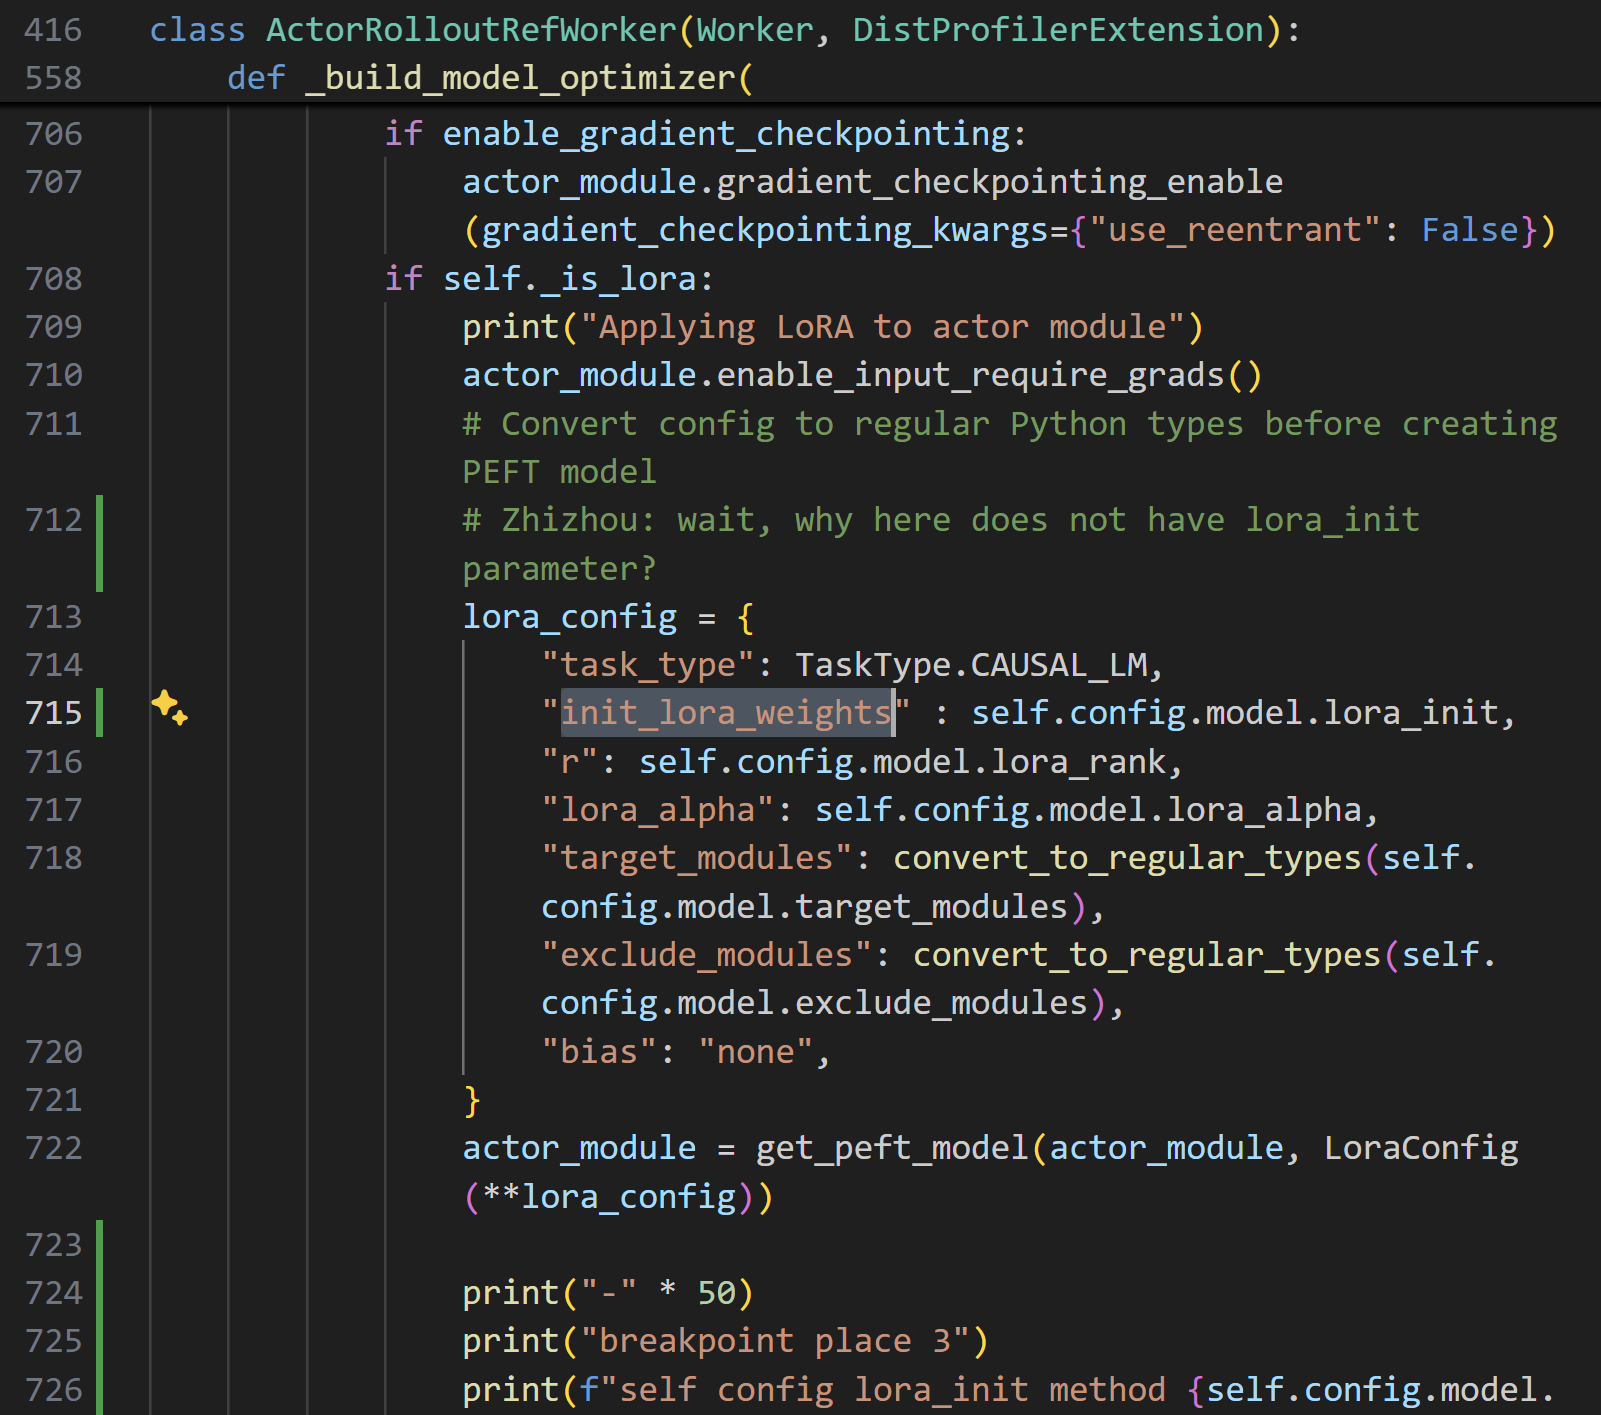 416 class ActorRolloutRefWorker(Worker, DistProfilerExtension):
558 def _build_model_optimizer(
706 if enable_gradient_checkpointing:
707 actor_module.gradient_checkpointing_enable
(gradient_checkpointing_kwargs={"use_reentrant": False})
708 if self._is_lora:
709 print("Applying LoRA to actor module")
710 actor_module.enable_input_require_grads()
711 # Convert config to regular Python types before creating
PEFT model
712 # Zhizhou: wait, why here does not have lora_init
parameter?
713 lora_config = {
714 "task_type": TaskType.CAUSAL_LM,
715 "init_lora_weights" : self.config.model.lora_init,
716 "r": self.config.model.lora_rank,
717 "lora_alpha": self.config.model.lora_alpha,
718 "target_modules": convert_to_regular_types(self.
config.model.target_modules),
719 "exclude_modules": convert_to_regular_types(self.
config.model.exclude_modules),
720 "bias": "none",
721 }
722 actor_module = get_peft_model(actor_module, LoraConfig
(**lora_config))
723
724 print("-" * 50)
725 print("breakpoint place 3")
726 print(f"self config lora_init method {self.config.model.